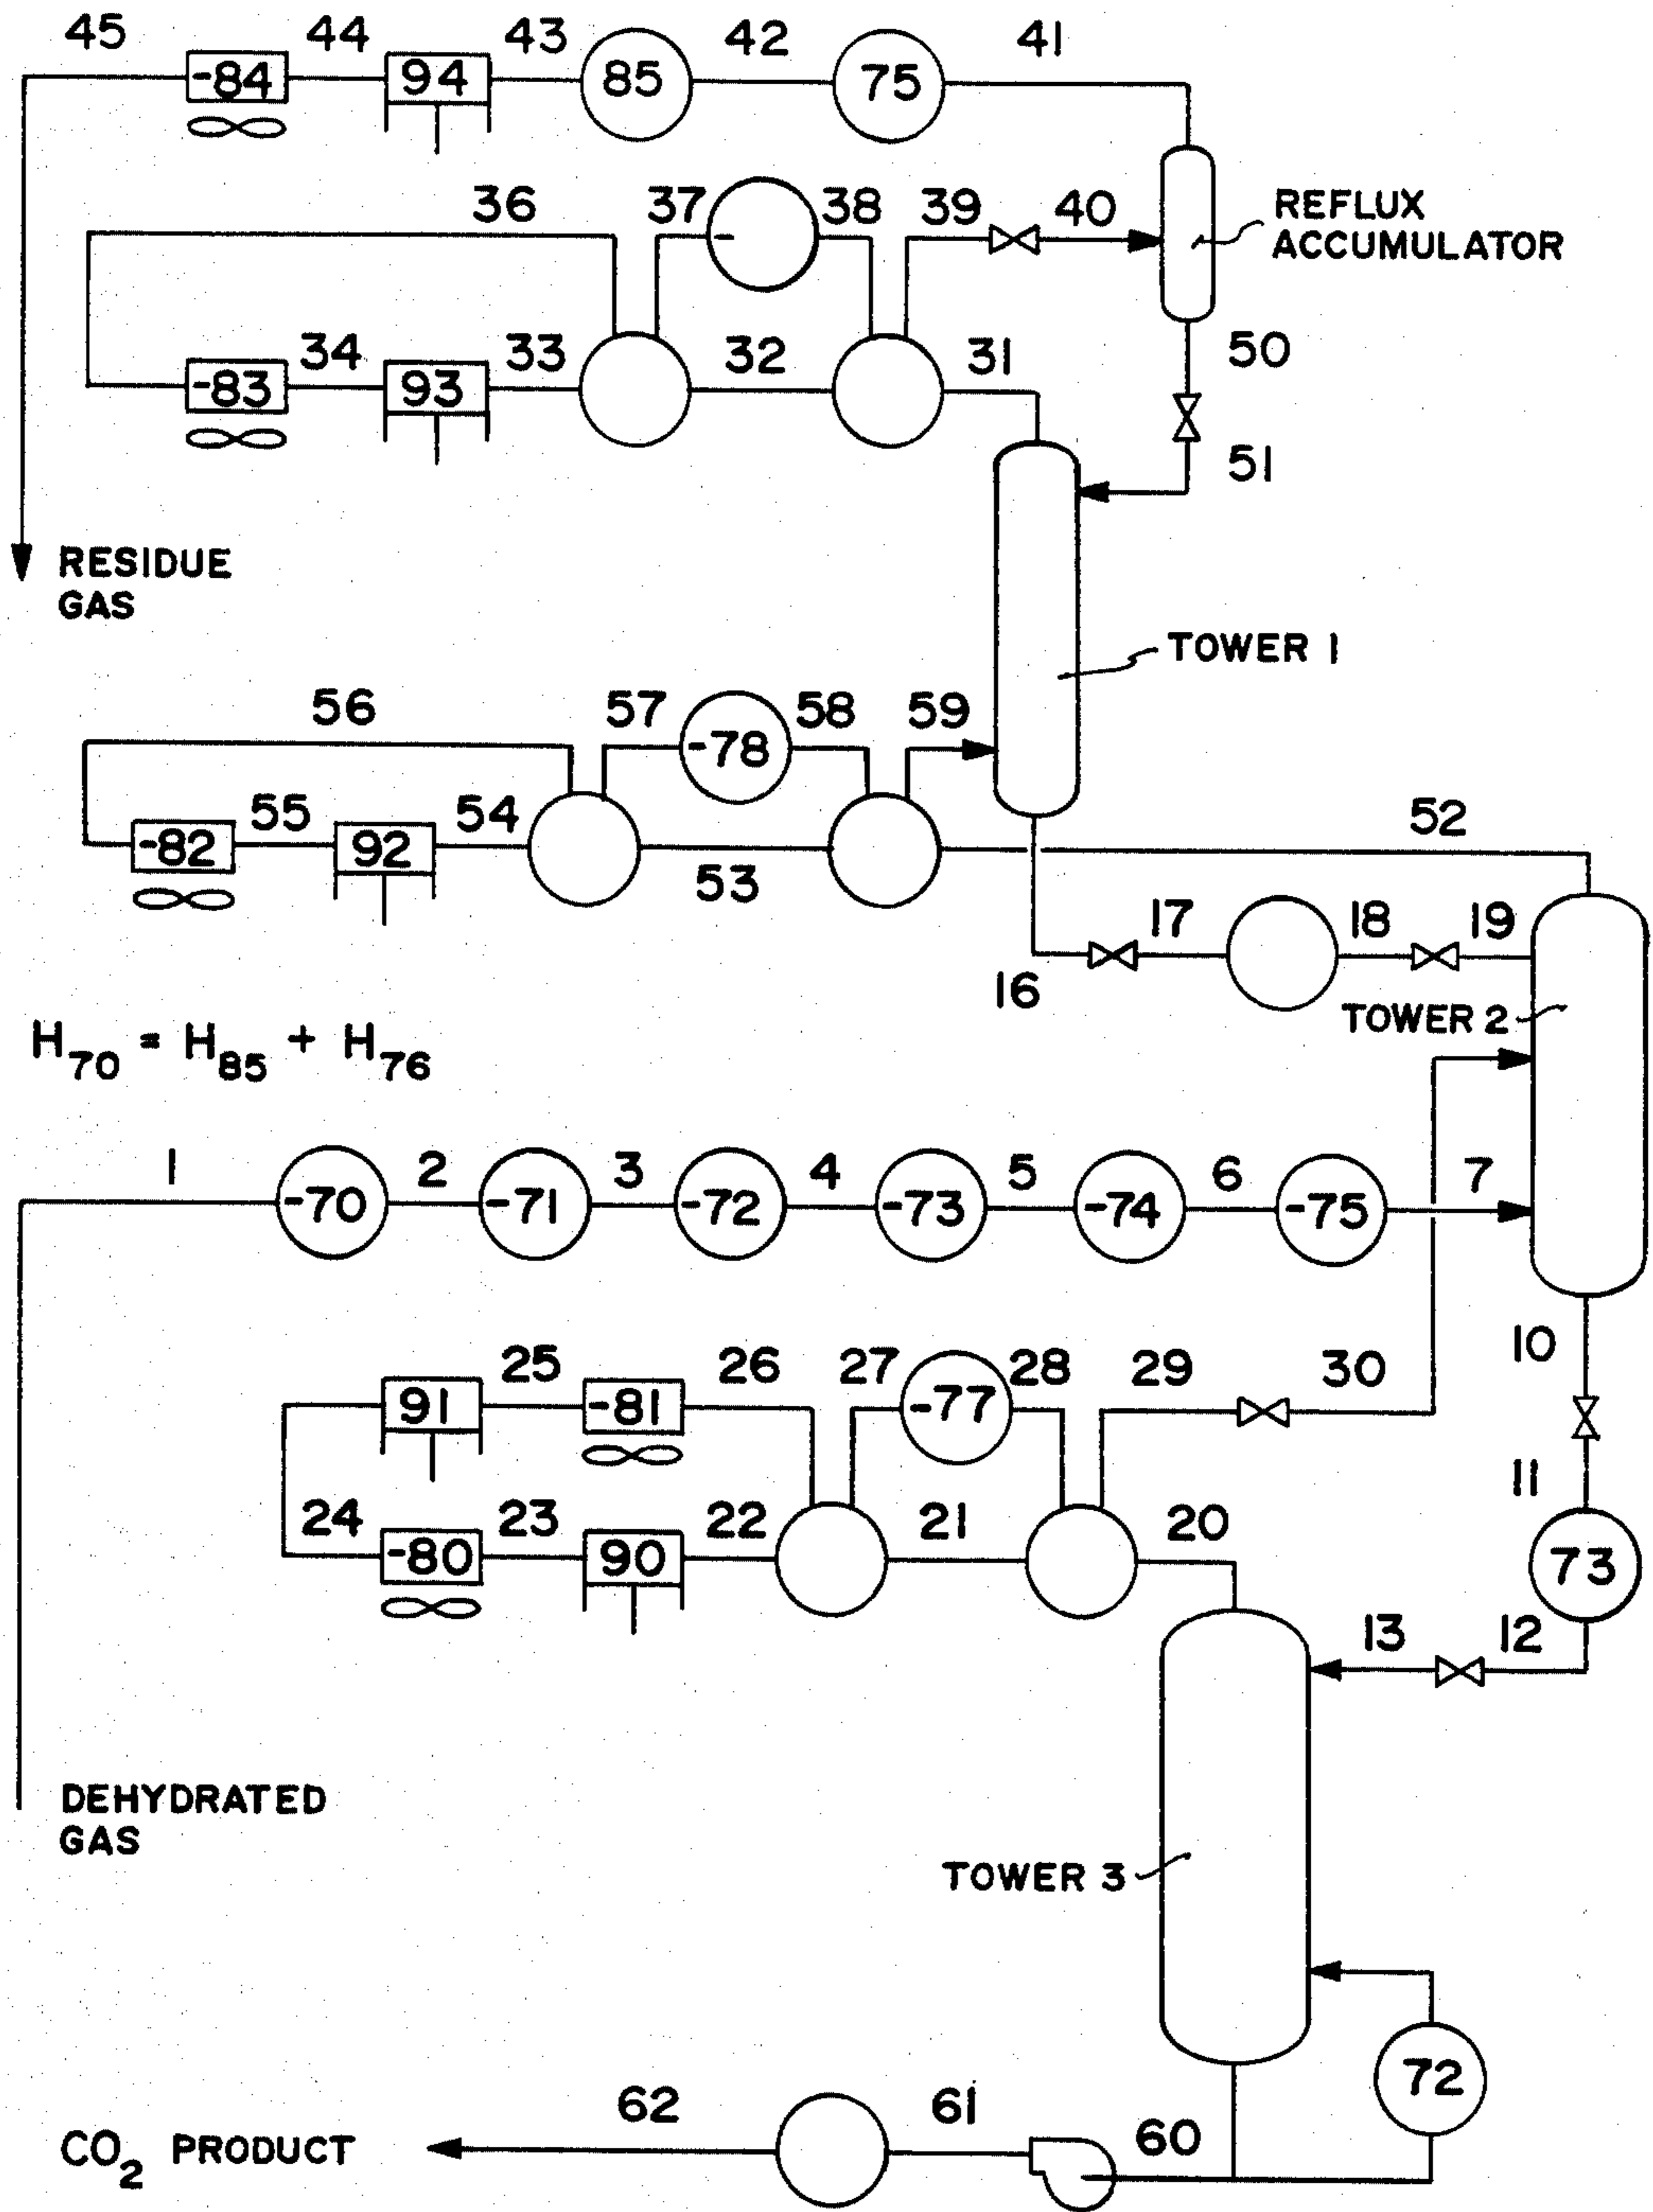 45 44 43 42 41
-84 94 85 75
36 37 38 39 40
-
REFLUX
ACCUMULATOR
34 33 32 31 50
-83 93
51
RESIDUE
GAS
TOWER 1
56 57 58 59
-78
55 54 52
-82 92
53
17 18 19
16
TOWER 2
H70 = H85 + H76
1 2 3 4 5 6 7
-70 -71 -72 -73 -74 -75
10
25 26 27 28 29 30
91 -81 -77
11
24 23 22 21 20
-80 90 73
13 12
DEHYDRATED
GAS
TOWER 3
72
62 61 60
CO2 PRODUCT